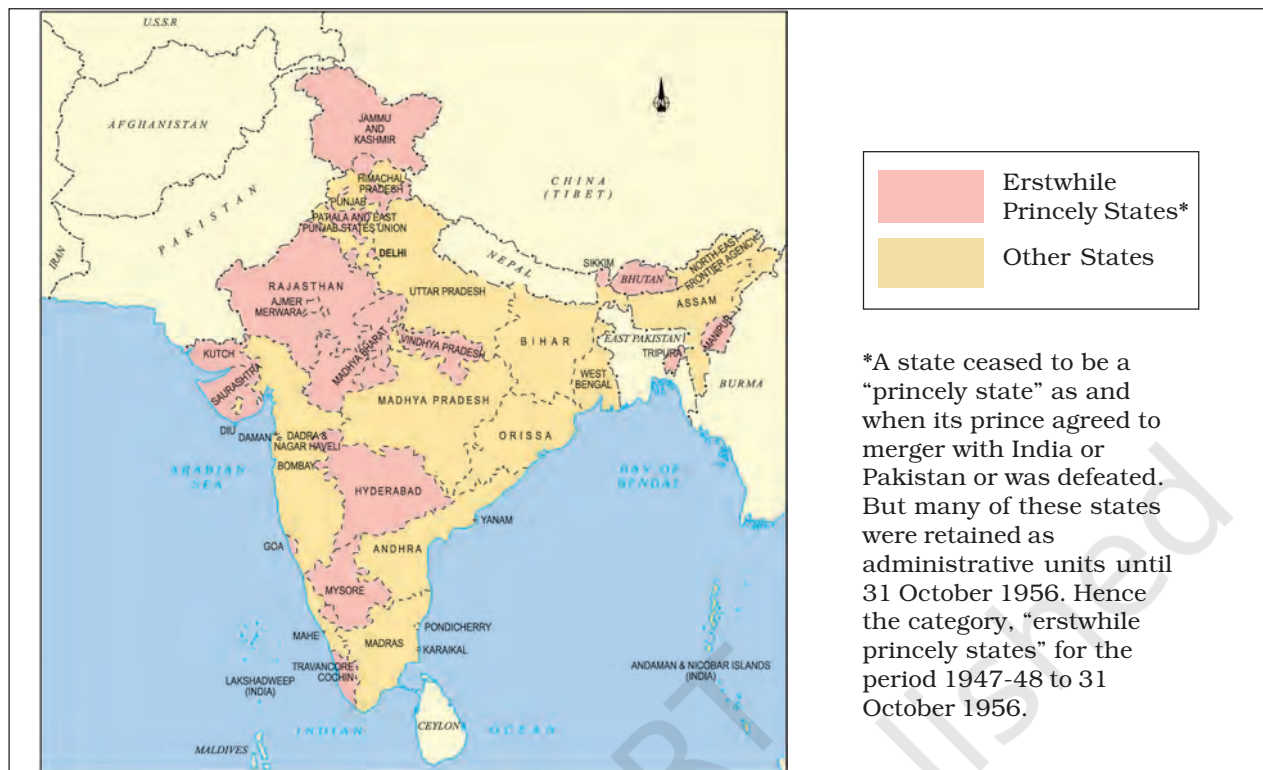 U.S.S.R
AFGHANISTAN
JAMMU
AND
KASHMIR
N
CHINA
(TIBET)
PAKISTAN
IRAN
HIMACHAL
PRADESH
PUNJAB
PATIALA AND EAST
PUNJAB STATES UNION
DELHI
NEPAL
SIKKIM
BHUTAN
NORTH-EAST
FRONTIER AGENCY
RAJASTHAN
AJMER
MERWARA
UTTAR PRADESH
ASSAM
KUTCH
MADHYA BHARAT
VINDHYA PRADESH
BIHAR
EAST PAKISTAN
TRIPURA
MANIPUR
SAURASHTRA
WEST
BENGAL
BURMA
MADHYA PRADESH
DIU
DAMAN
DADRA &
NAGAR HAVELI
ORISSA
BOMBAY
ARABIAN
SEA
BAY OF
BENGAL
HYDERABAD
YANAM
GOA
ANDHRA
MYSORE
MAHE
MADRAS
PONDICHERRY
KARAIKAL
TRAVANCORE
COCHIN
LAKSHADWEEP
(INDIA)
ANDAMAN & NICOBAR ISLANDS
(INDIA)
CEYLON
INDIAN OCEAN
MALDIVES
Erstwhile
Princely States*
Other States
*A state ceased to be a
“princely state” as and
when its prince agreed to
merger with India or
Pakistan or was defeated.
But many of these states
were retained as
administrative units until
31 October 1956. Hence
the category, “erstwhile
princely states” for the
period 1947-48 to 31
October 1956.